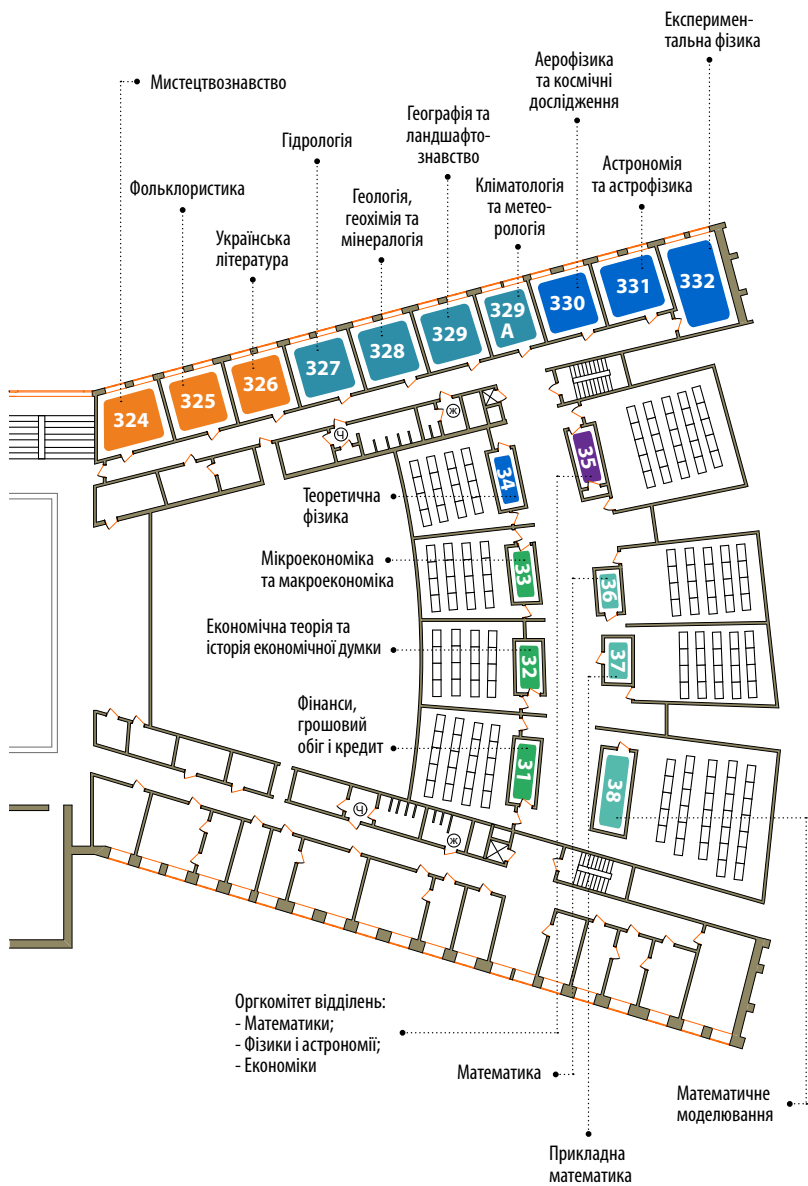 Експеримен-
тальна фізика
Аерофізика
та космічні
дослідження
Мистецтвознавство
Географія та
ландшафто-
знавство
Гідрологія
Астрономія
та астрофізика
Фольклористика
Геологія,
геохімія та
мінералогія
Кліматологія
та метео-
рологія
Українська
література
332
331
330
329
А
329
328
327
326
325
324
Ж
Ч
35
34
Теоретична
фізика
33
Мікроекономіка
та макроекономіка
36
Економічна теорія та
історія економічної думки
32
37
Фінанси,
грошовий
обіг і кредит
31
38
Ч
Ж
Оргкомітет відділень:
- Математики;
- Фізики і астрономії;
- Економіки
Математика
Математичне
моделювання
Прикладна
математика